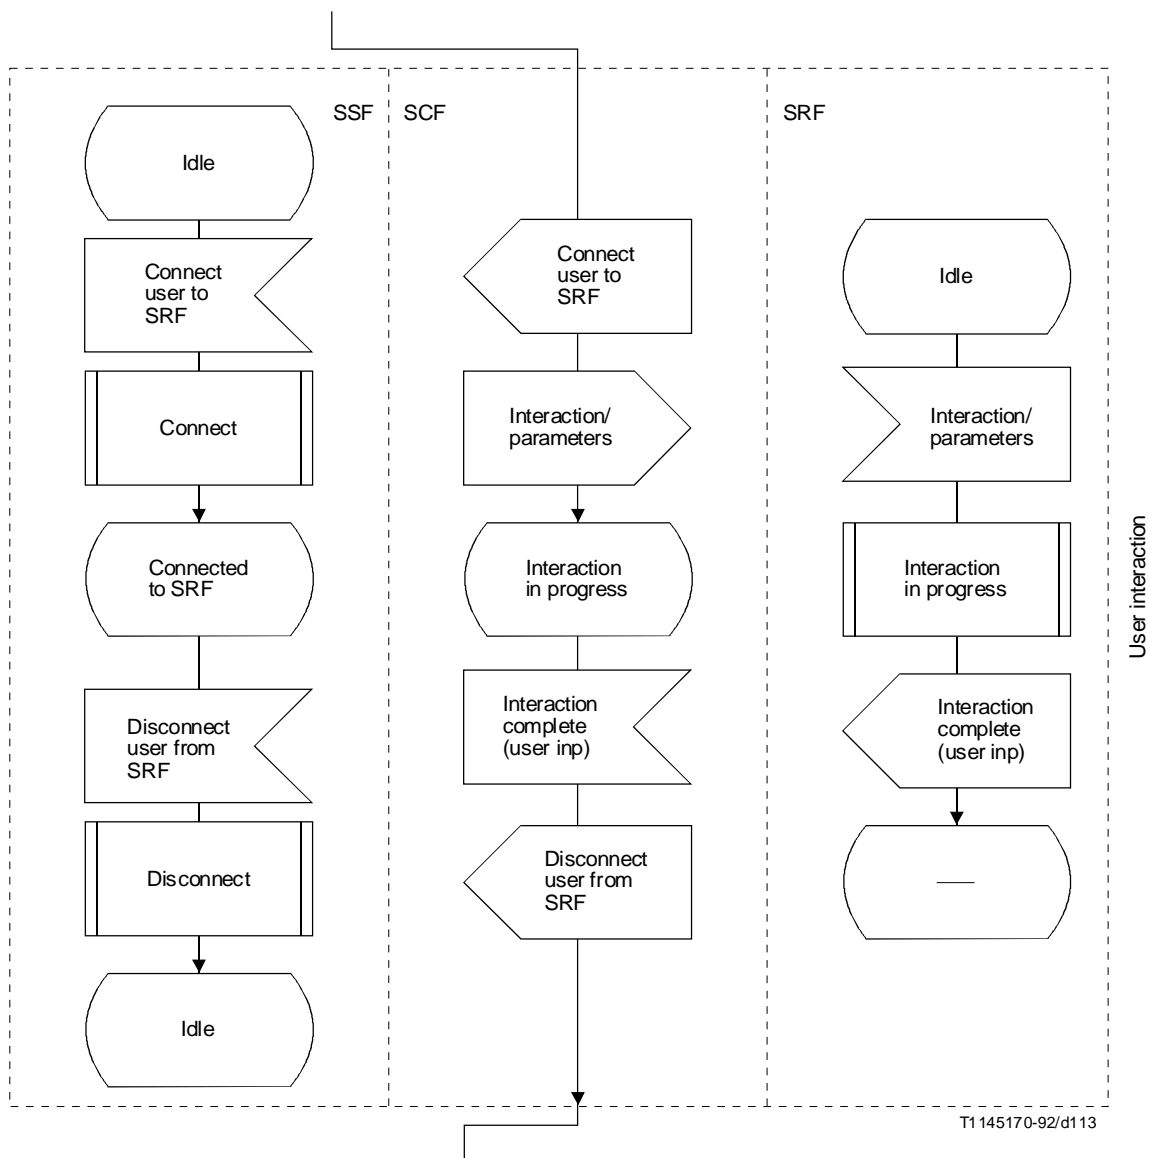 SSF
Idle
Connect
user to
SRF
Connect
Connected
to SRF
Disconnect
user from
SRF
Disconnect
Idle
SCF
Connect
user to
SRF
Interaction/
parameters
Interaction
in progress
Interaction
complete
(user inp)
Disconnect
user from
SRF
SRF
Idle
Interaction/
parameters
Interaction
in progress
Interaction
complete
(user inp)
User interaction
T1145170-92/d113